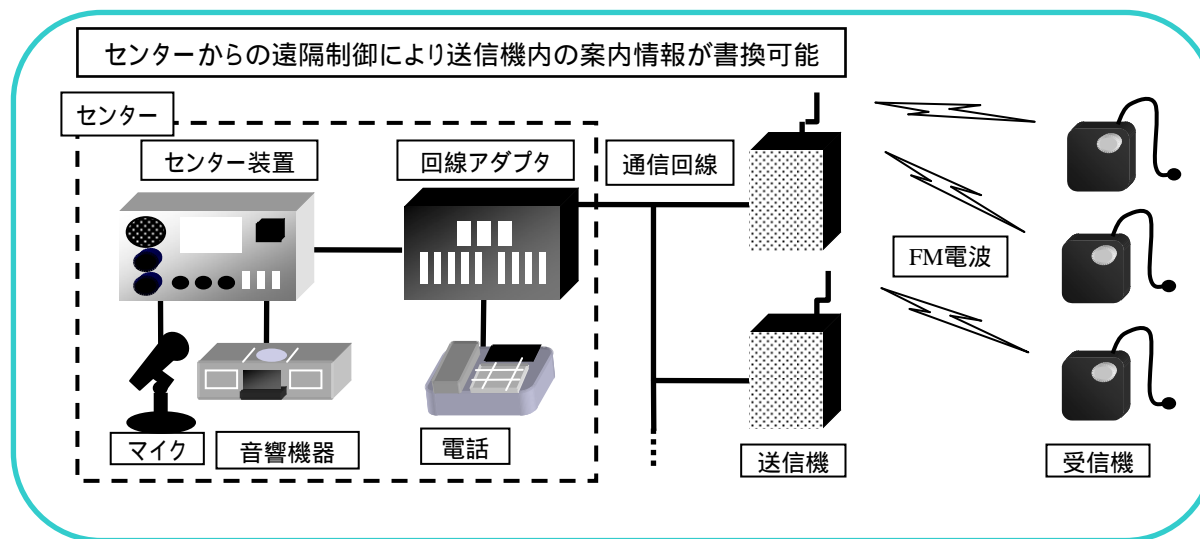 センターからの遠隔制御により送信機内の案内情報が書換可能
センター
センター装置
回線アダプタ
通信回線
FM電波
マイク
音響機器
電話
送信機
受信機